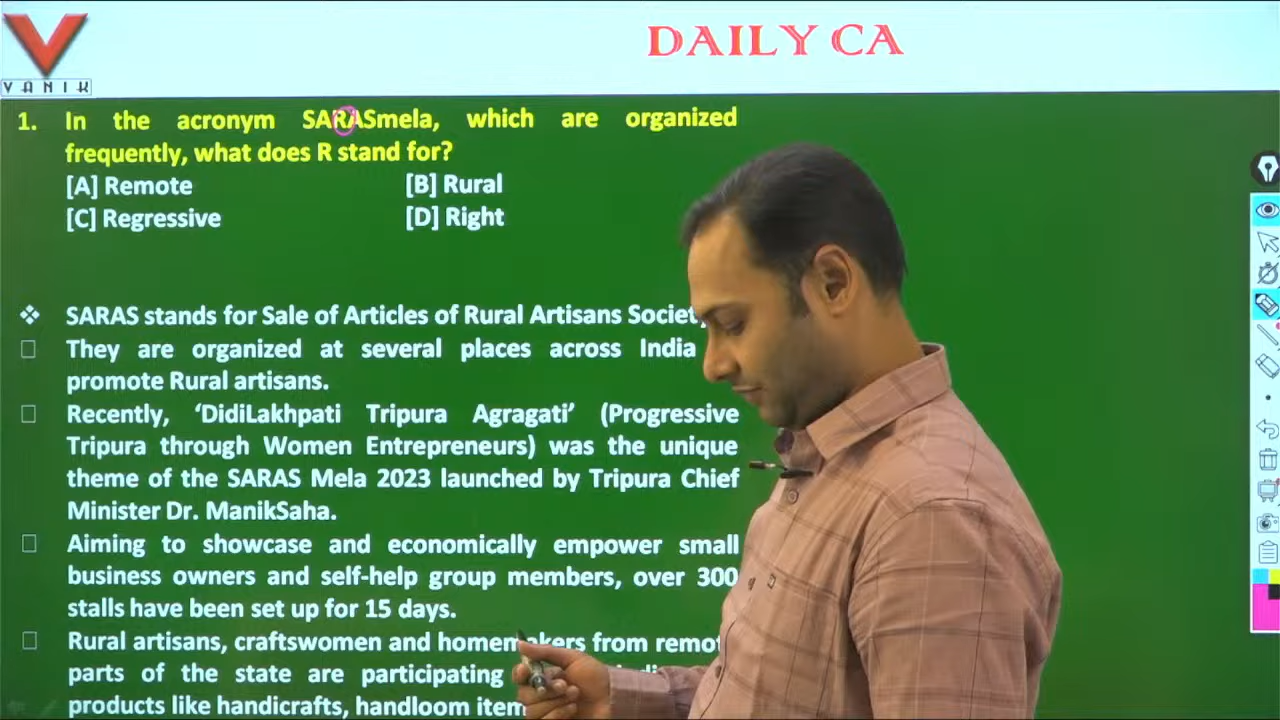 VANIK
DAILY CA
1. In the acronym SARASmela, which are organized
frequently, what does R stand for?
[A] Remote [B] Rural
[C] Regressive [D] Right
❖ SARAS stands for Sale of Articles of Rural Artisans
They are organized at several places across India
promote Rural artisans.
Recently, ‘DidiLakhpati Tripura Agragati’ (Progressive
Tripura through Women Entrepreneurs) was the unique
theme of the SARAS Mela 2023 launched by Tripura Chief
Minister Dr. ManikSaha.
Aiming to showcase and economically empower small
business owners and self-help group members, over 300
stalls have been set up for 15 days.
Rural artisans, craftswomen and homemakers from
parts of the state are participating
products like handicrafts, handloom